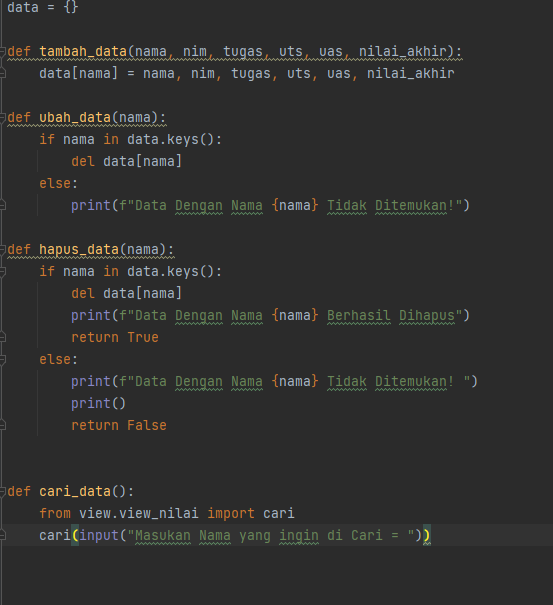 data = {}
def tambah_data(nama, nim, tugas, uts, uas, nilai_akhir):
    data[nama] = nama, nim, tugas, uts, uas, nilai_akhir
def ubah_data(nama):
    if nama in data.keys():
        del data[nama]
    else:
        print(f"Data Dengan Nama {nama} Tidak Ditemukan!")
def hapus_data(nama):
    if nama in data.keys():
        del data[nama]
        print(f"Data Dengan Nama {nama} Berhasil Dihapus")
        return True
    else:
        print(f"Data Dengan Nama {nama} Tidak Ditemukan! ")
        print()
        return False
def cari_data():
    from view.view_nilai import cari
    cari(input("Masukan Nama yang ingin di Cari = "))